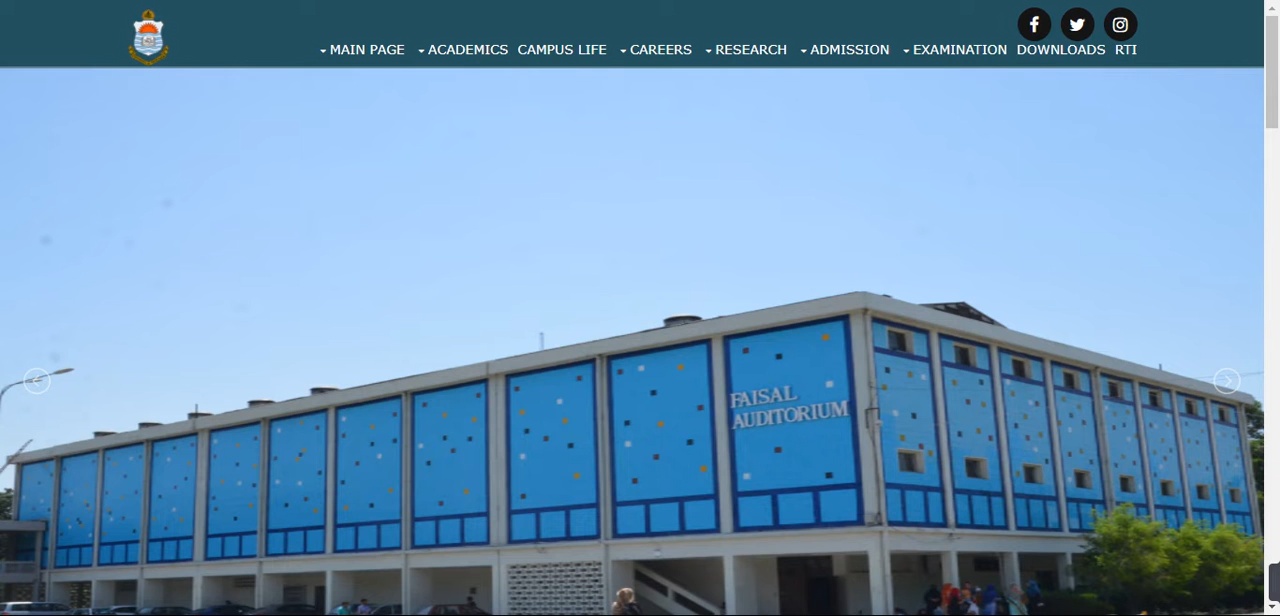 MAIN PAGE ACADEMICS CAMPUS LIFE CAREERS RESEARCH ADMISSION EXAMINATION DOWNLOADS RTI
FAISAL
AUDITORIUM